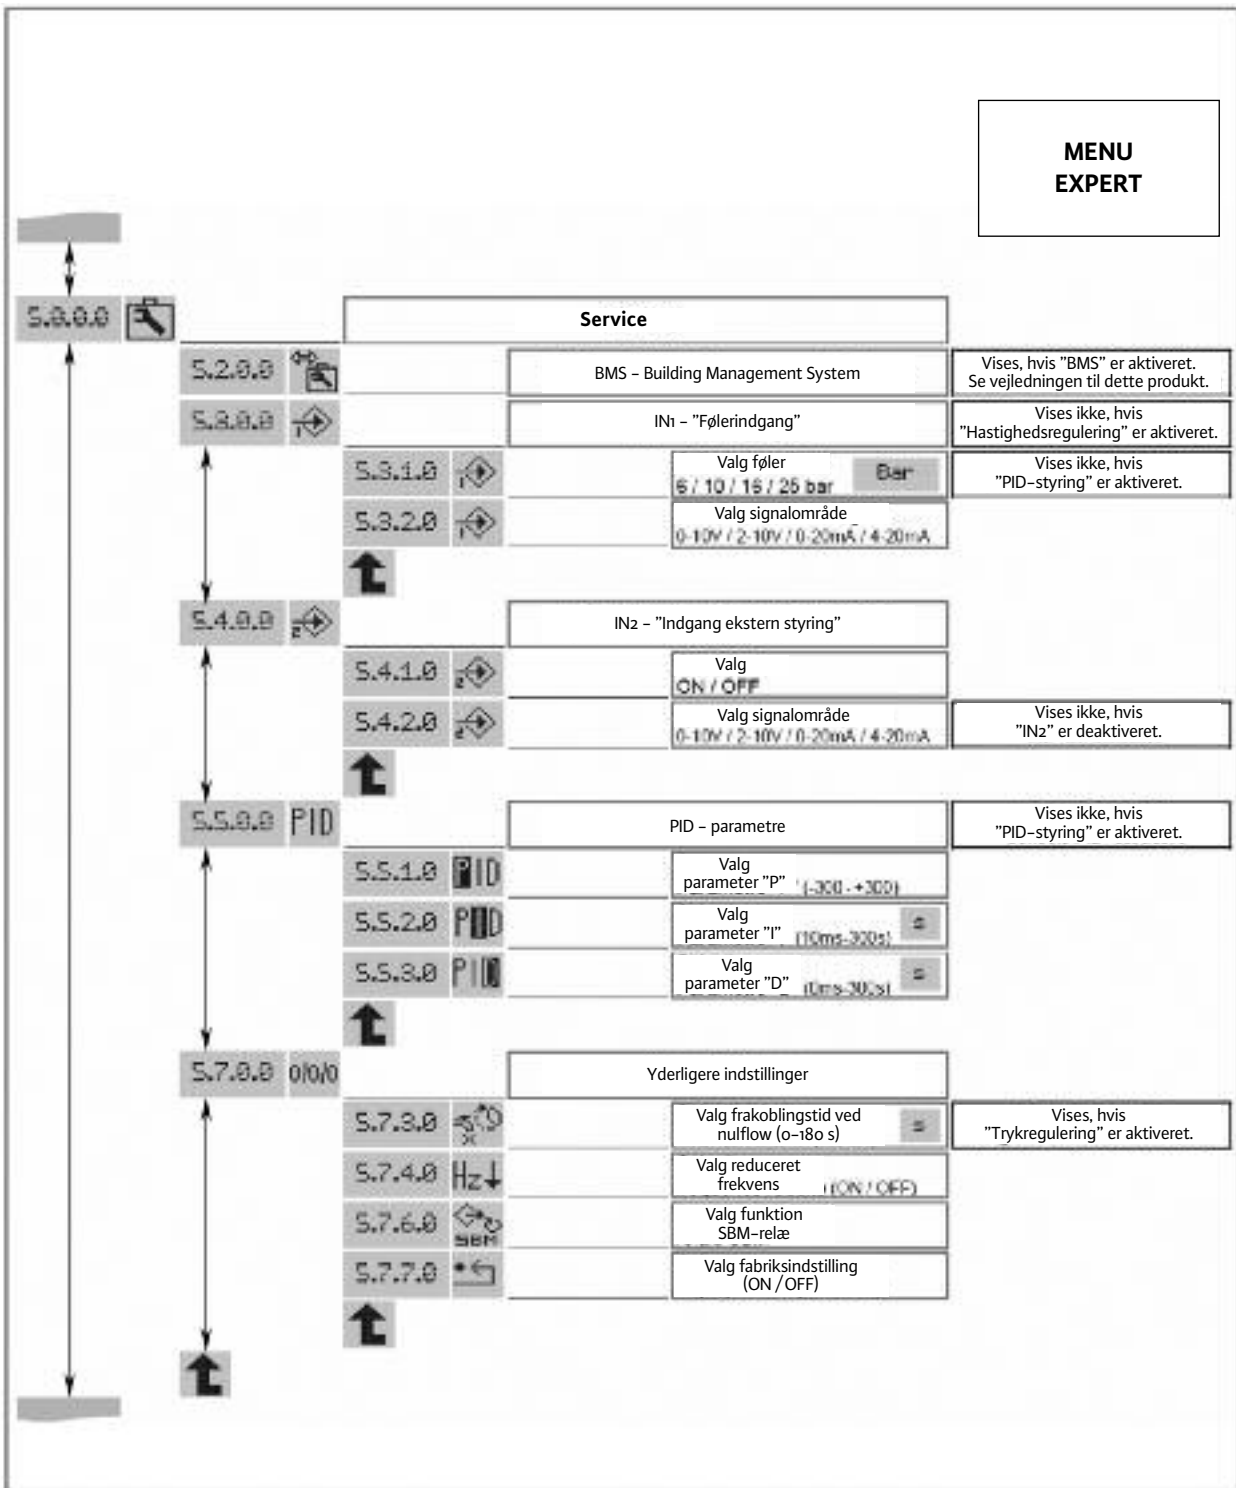 MENU
EXPERT
5.0.0.0
Service
5.2.0.0
BMS – Building Management System
Vises, hvis "BMS" er aktiveret.
Se vejledningen til dette produkt.
5.3.0.0
1
IN1 – "Følerindgang"
Vises ikke, hvis
"Hastighedsregulering" er aktiveret.
5.3.1.0
1
Valg føler
6 / 10 / 16 / 25 bar
Bar
Vises ikke, hvis
"PID–styring" er aktiveret.
5.3.2.0
1
Valg signalområde
0-10V / 2-10V / 0-20mA / 4-20mA
5.4.0.0
2
IN2 – "Indgang ekstern styring"
5.4.1.0
2
Valg
ON / OFF
5.4.2.0
2
Valg signalområde
0-10V / 2-10V / 0-20mA / 4-20mA
Vises ikke, hvis
"IN2" er deaktiveret.
5.5.0.0
PID
PID – parametre
Vises ikke, hvis
"PID–styring" er aktiveret.
5.5.1.0
PID
Valg
parameter "P" (-300 - +300)
5.5.2.0
PID
Valg
parameter "I" (10ms-300s)
s
5.5.3.0
PID
Valg
parameter "D" (0ms-300s)
s
5.7.0.0
0/0/0
Yderligere indstillinger
5.7.3.0
Valg frakoblingstid ved
nulflow (0–180 s)
s
Vises, hvis
"Trykregulering" er aktiveret.
5.7.4.0
Hz
Valg reduceret
frekvens (ON / OFF)
5.7.6.0
SBM
Valg funktion
SBM–relæ
5.7.7.0
Valg fabriksindstilling
(ON / OFF)